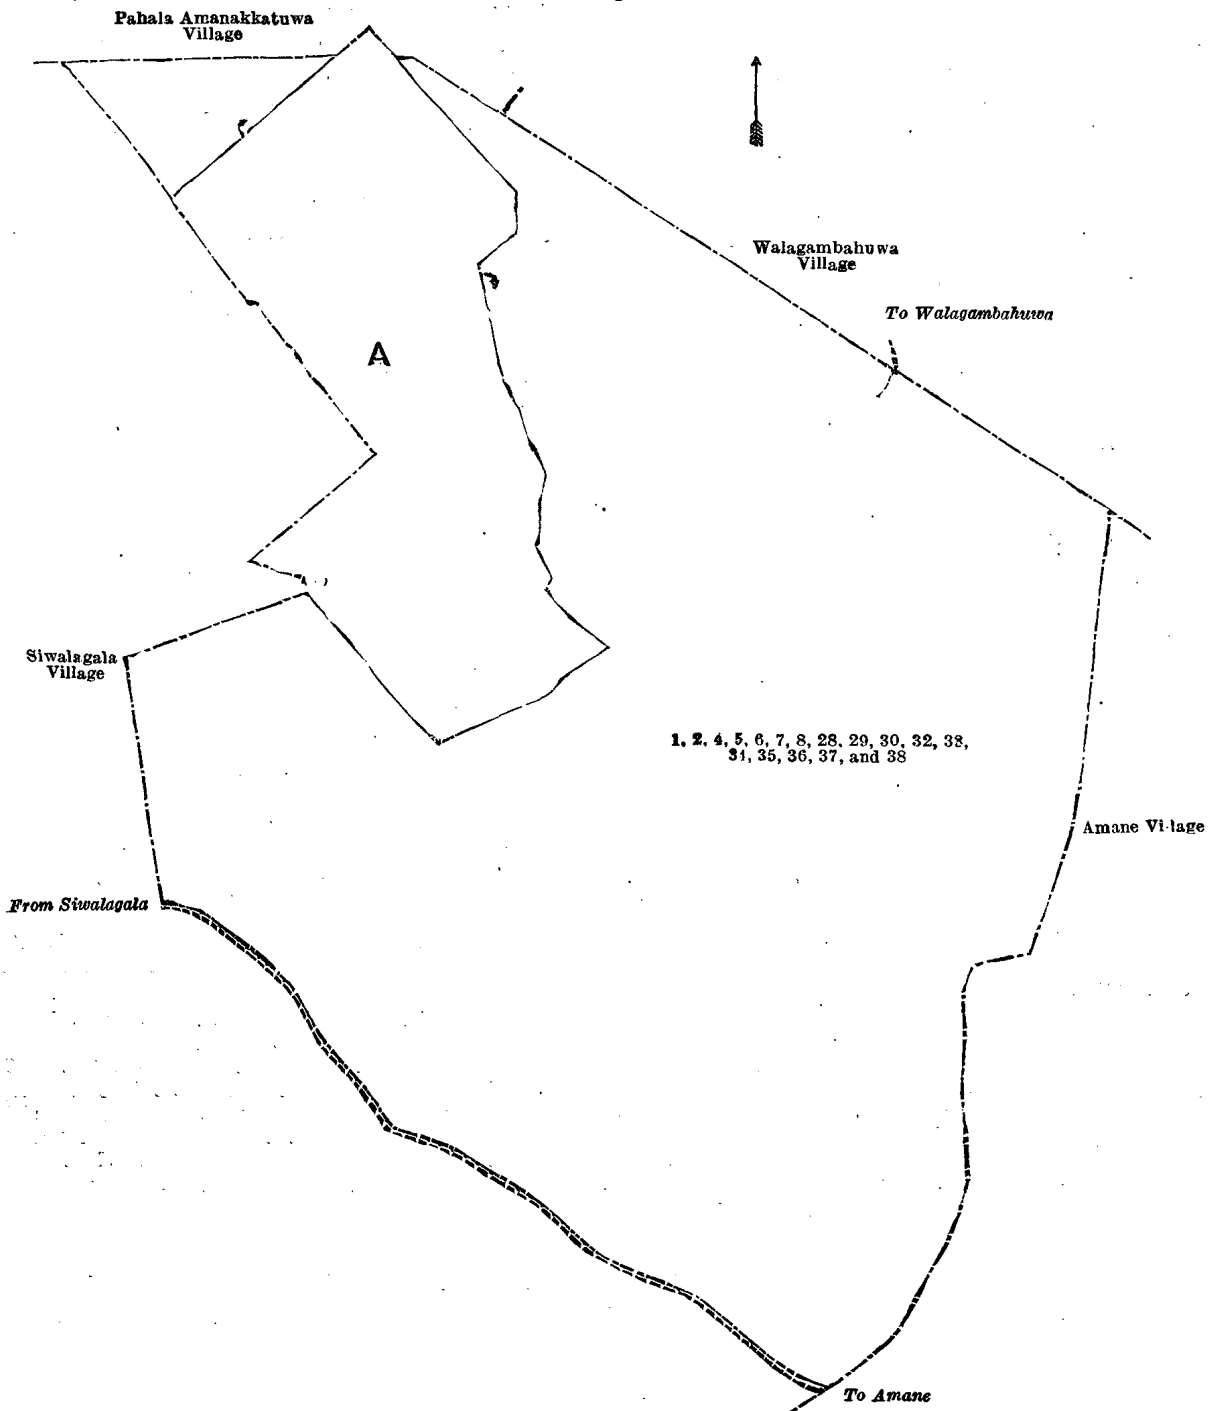 Pahala Amanakkatuwa
Village
Walagambahuwa
Village
To Walagambahuwa
A
Siwalagala
Village
1, 2, 4, 5, 6, 7, 8, 28, 29, 30, 32, 33,
34, 35, 36, 37, and 38
Amane Village
From Siwalagala
To Amane